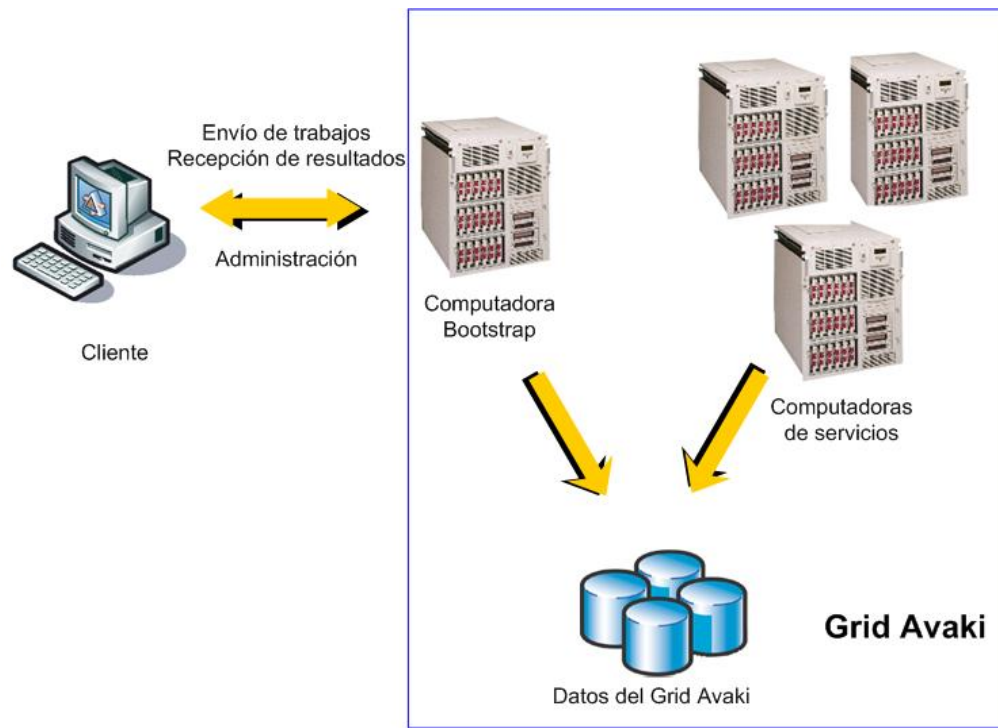 Envío de trabajos
Recepción de resultados
Administración
Cliente
Computadora
Bootstrap
Computadoras
de servicios
Datos del Grid Avaki
Grid Avaki